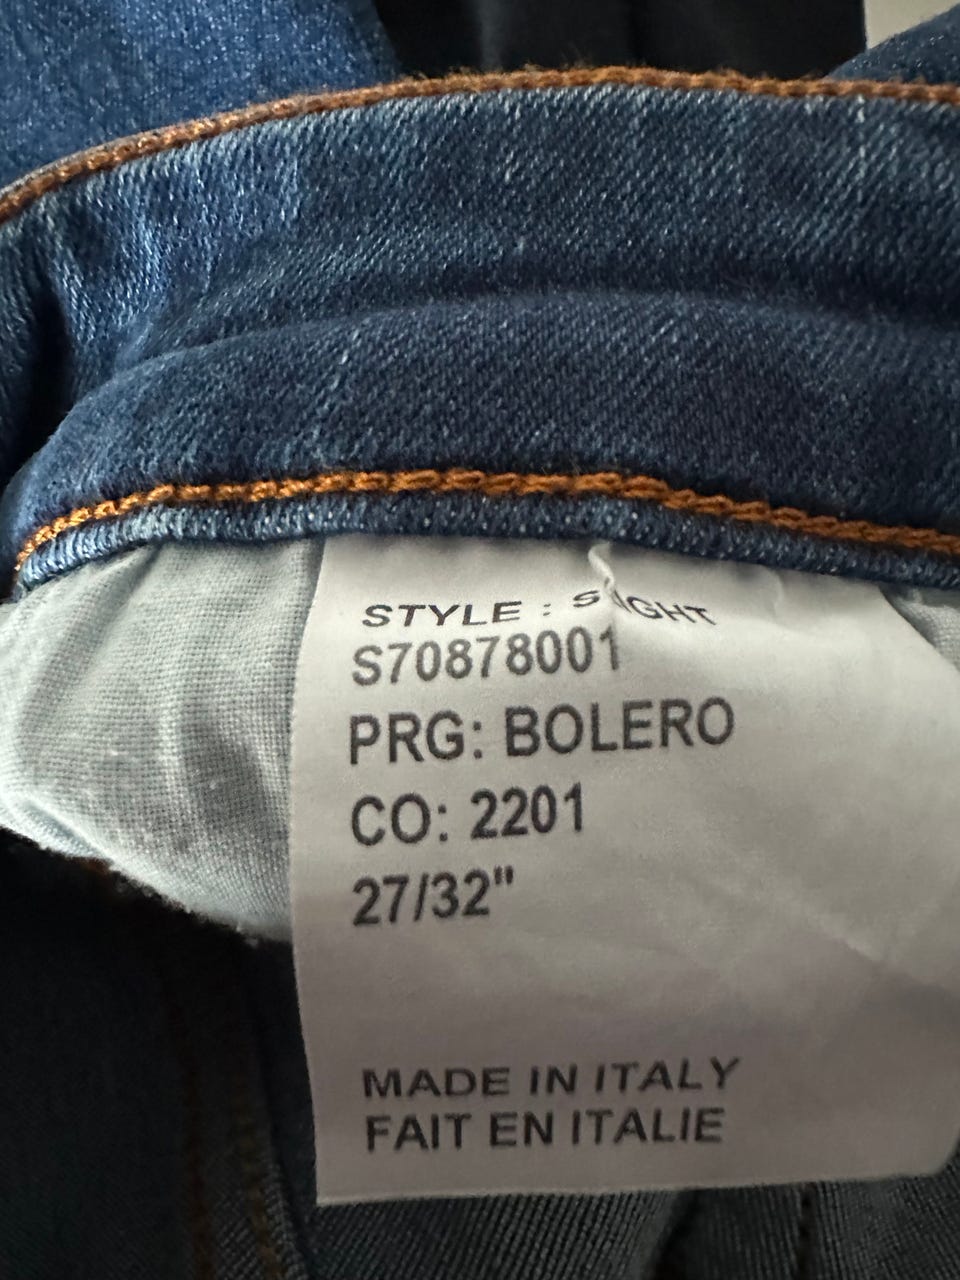 STYLE :
S70878001
PRG: BOLERO
CO: 2201
27/32"
MADE IN ITALY
FAIT EN ITALIE